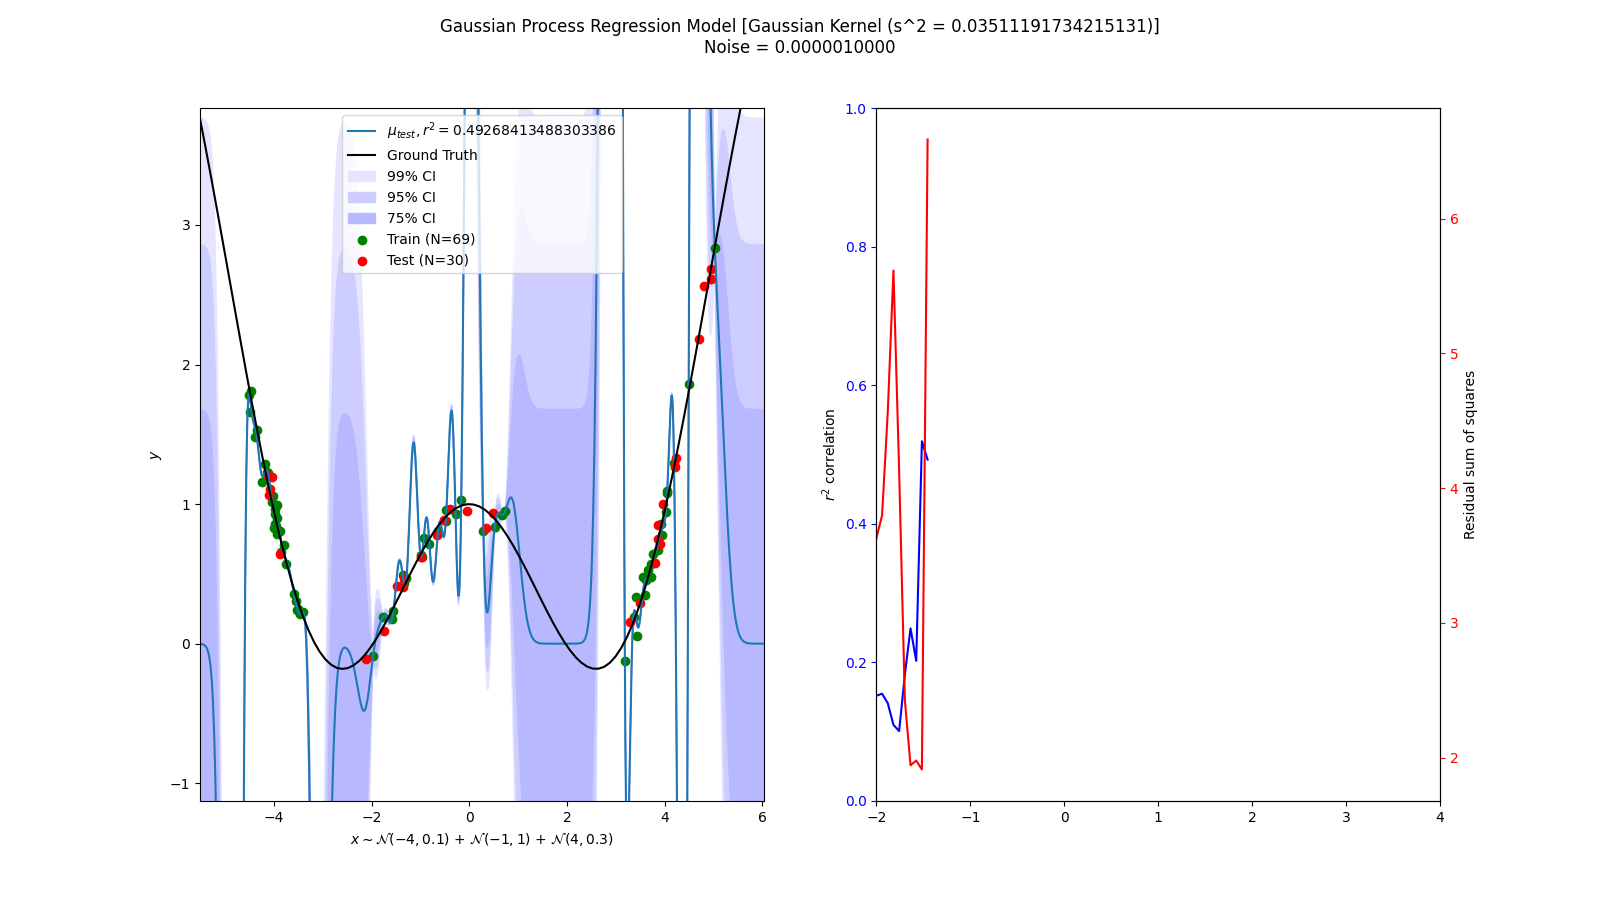 Gaussian Process Regression Model [Gaussian Kernel (s^2 = 0.03511191734215131)]
Noise = 0.0000010000
μ_test, r² = 0.49268413488303386
Ground Truth
99% CI
95% CI
75% CI
Train (N=69)
Test (N=30)
y
3
2
1
0
−1
−4 −2 0 2 4 6
x ~ 𝒩(−4, 0.1) + 𝒩(−1, 1) + 𝒩(4, 0.3)
r² correlation
1.0
0.8
0.6
0.4
0.2
0.0
−2 −1 0 1 2 3 4
6
5
4
3
2
Residual sum of squares